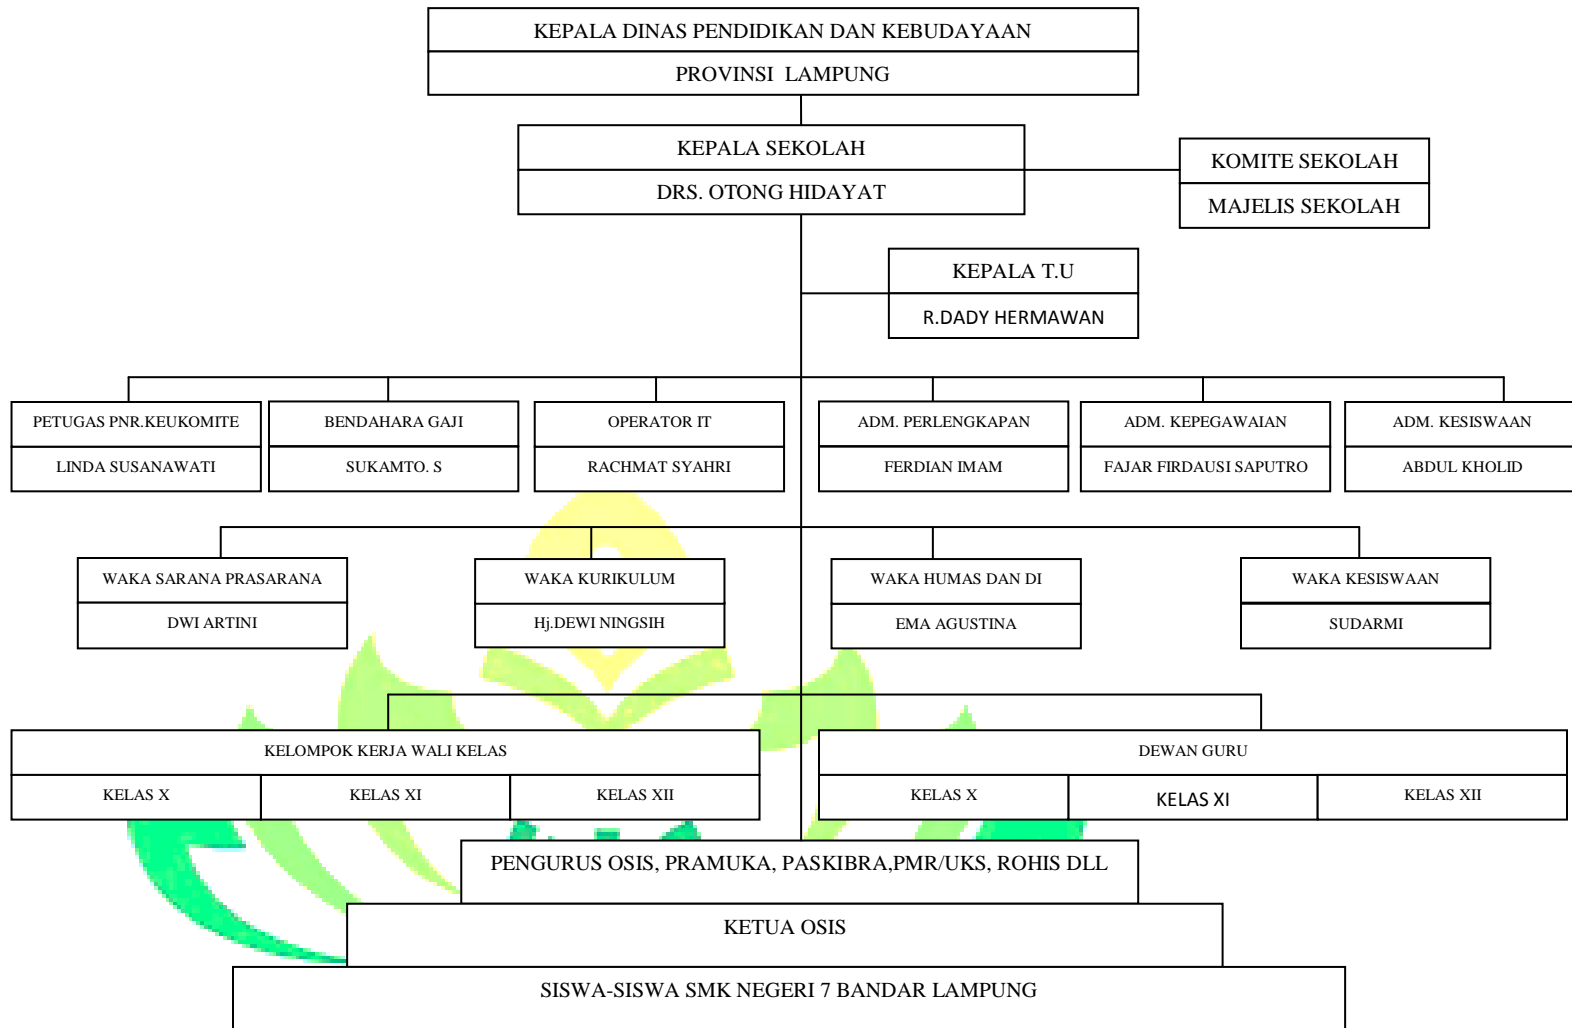 KEPALA DINAS PENDIDIKAN DAN KEBUDAYAAN
PROVINSI LAMPUNG
KEPALA SEKOLAH
DRS. OTONG HIDAYAT
KOMITE SEKOLAH
MAJELIS SEKOLAH
KEPALA T.U
R.DADY HERMAWAN
PETUGAS PNR.KEUKOMITE
LINDA SUSANAWATI
BENDAHARA GAJI
SUKAMTO. S
OPERATOR IT
RACHMAT SYAHRI
ADM. PERLENGKAPAN
FERDIAN IMAM
ADM. KEPEGAWAIAN
FAJAR FIRDAUSI SAPUTRO
ADM. KESISWAAN
ABDUL KHOLID
WAKA SARANA PRASARANA
DWI ARTINI
WAKA KURIKULUM
Hj.DEWI NINGSIH
WAKA HUMAS DAN DI
EMA AGUSTINA
WAKA KESISWAAN
SUDARMI
KELOMPOK KERJA WALI KELAS
KELAS X
KELAS XI
KELAS XII
DEWAN GURU
KELAS X
KELAS XI
KELAS XII
PENGURUS OSIS, PRAMUKA, PASKIBRA,PMR/UKS, ROHIS DLL
KETUA OSIS
SISWA-SISWA SMK NEGERI 7 BANDAR LAMPUNG